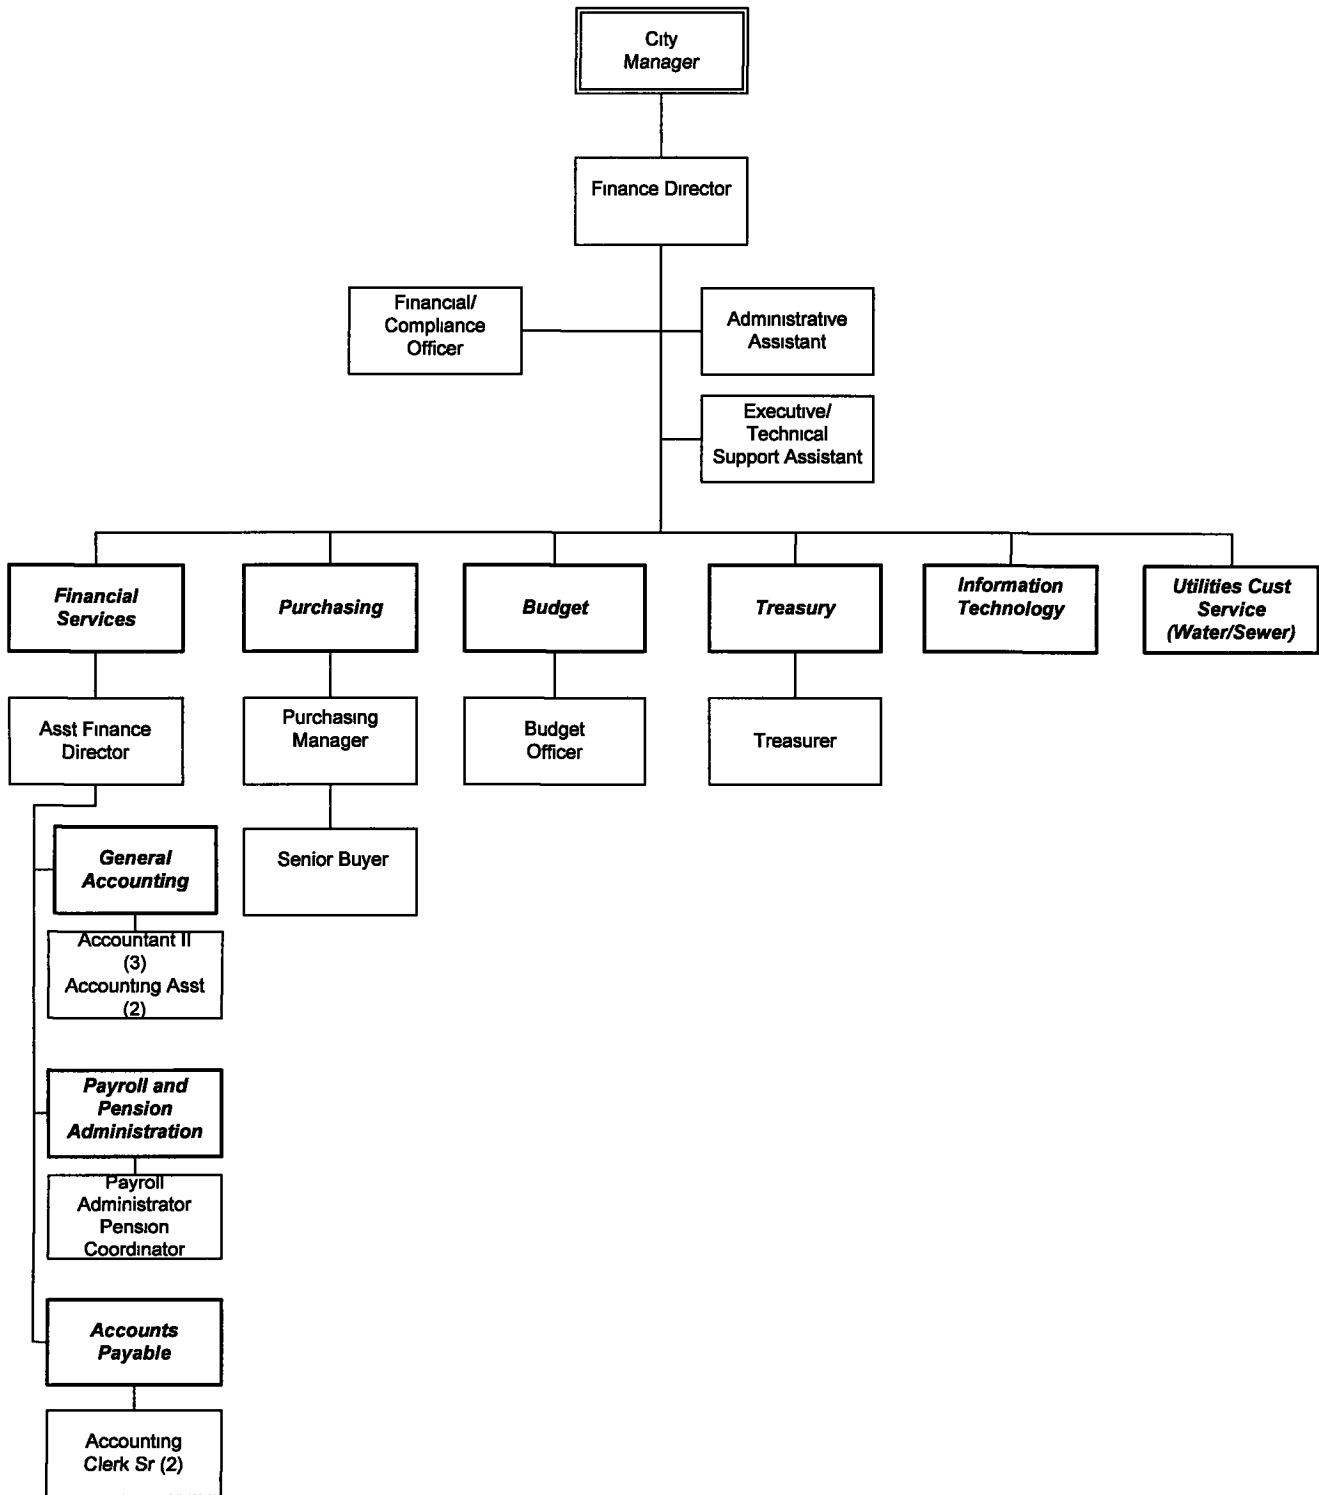 City
Manager
Finance Director
Financial/
Compliance
Officer
Administrative
Assistant
Executive/
Technical
Support Assistant
Financial
Services
Purchasing
Budget
Treasury
Information
Technology
Utilities Cust
Service
(Water/Sewer)
Asst Finance
Director
Purchasing
Manager
Budget
Officer
Treasurer
General
Accounting
Senior Buyer
Accountant II
(3)
Accounting Asst
(2)
Payroll and
Pension
Administration
Payroll
Administrator
Pension
Coordinator
Accounts
Payable
Accounting
Clerk Sr (2)